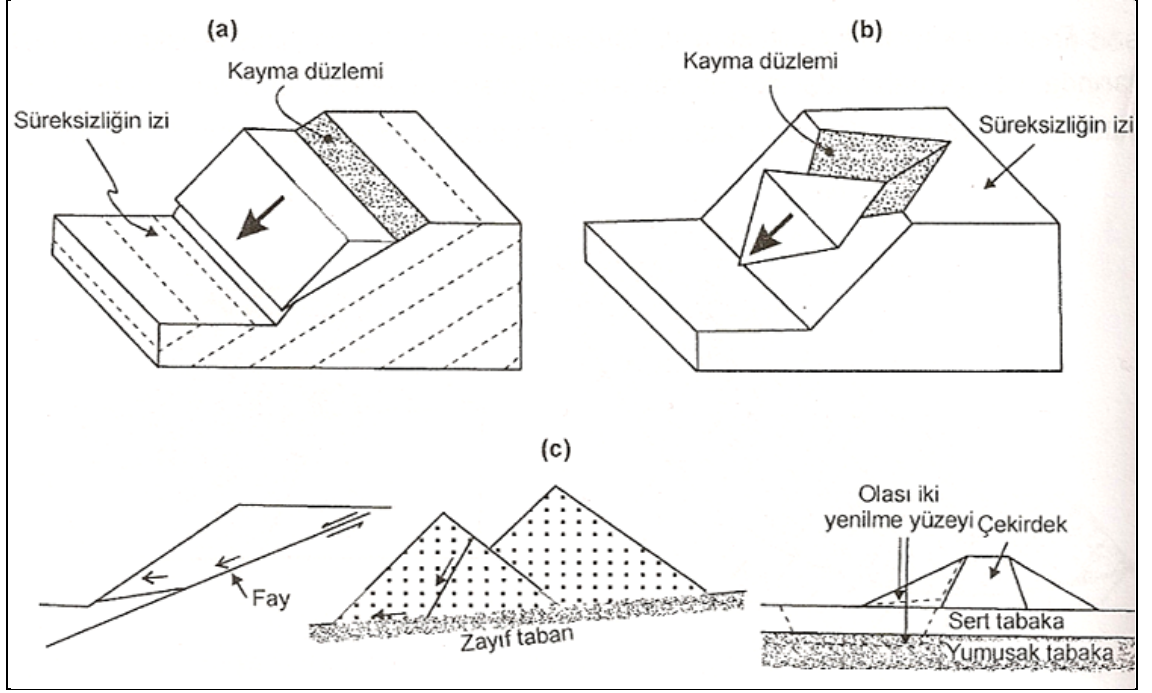 (a)
Kayma düzlemi
Süreksizliğin izi
(b)
Kayma düzlemi
Süreksizliğin izi
(c)
Fay
Zayıf taban
Olası iki
yenilme yüzeyi Çekirdek
Sert tabaka
Yumuşak tabaka